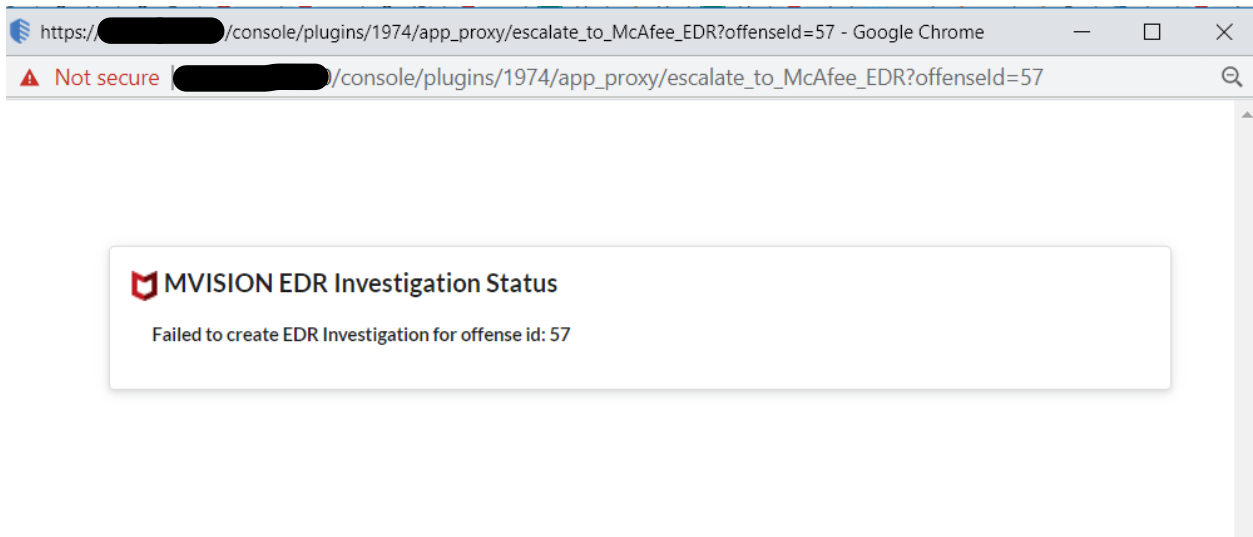 https:// /console/plugins/1974/app_proxy/escalate_to_McAfee_EDR?offenseId=57 - Google Chrome
Not secure /console/plugins/1974/app_proxy/escalate_to_McAfee_EDR?offenseId=57
MVISION EDR Investigation Status
Failed to create EDR Investigation for offense id: 57